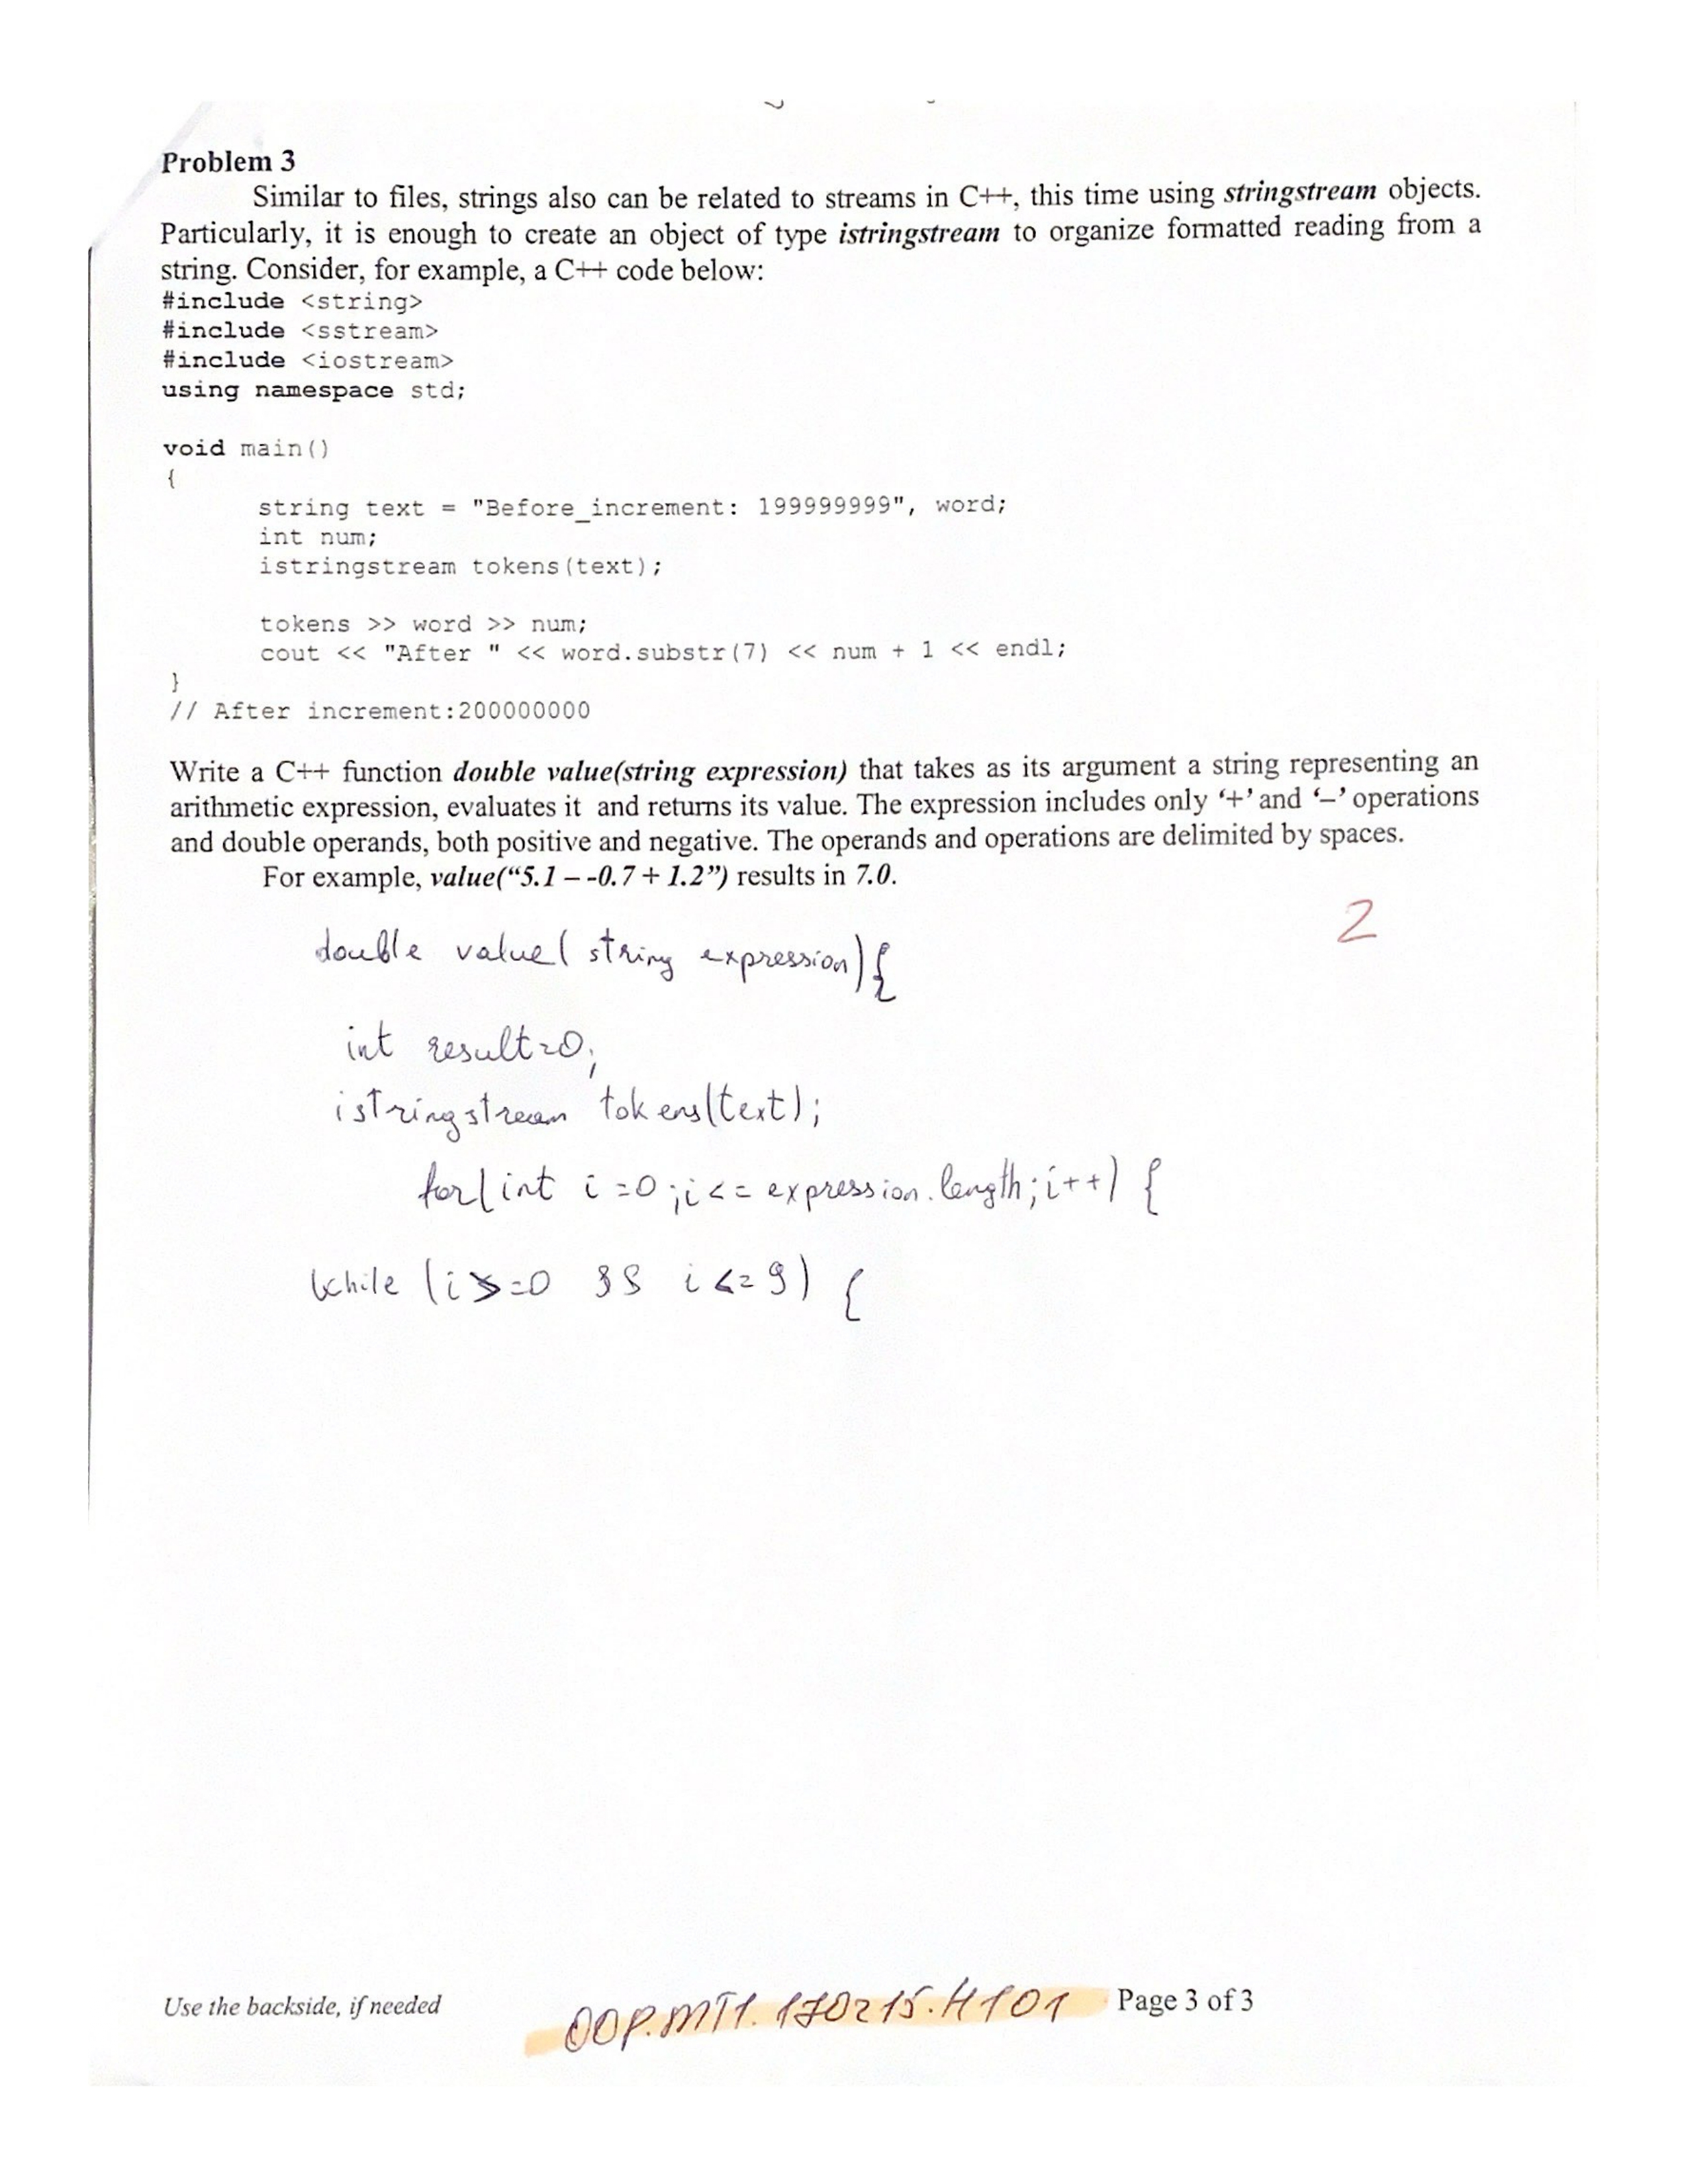 Problem 3
Similar to files, strings also can be related to streams in C++, this time using stringstream objects.
Particularly, it is enough to create an object of type istringstream to organize formatted reading from a
string. Consider, for example, a C++ code below:
#include <string>
#include <sstream>
#include <iostream>
using namespace std;
void main()
{
string text = "Before_increment: 199999999", word;
int num;
istringstream tokens(text);
tokens >> word >> num;
cout << "After " << word.substr(7) << num + 1 << endl;
}
// After increment:200000000
Write a C++ function double value(string expression) that takes as its argument a string representing an
arithmetic expression, evaluates it and returns its value. The expression includes only ‘+’ and ‘–’ operations
and double operands, both positive and negative. The operands and operations are delimited by spaces.
For example, value(“5.1 – -0.7 + 1.2”) results in 7.0.
2
double value( string expression){
int result=0;
istringstream tokens(text);
for(int i=0;i<=expression.length;i++) {
while (i>=0 && i<=9) {
Use the backside, if needed
OOP.MT1.170215.H101
Page 3 of 3